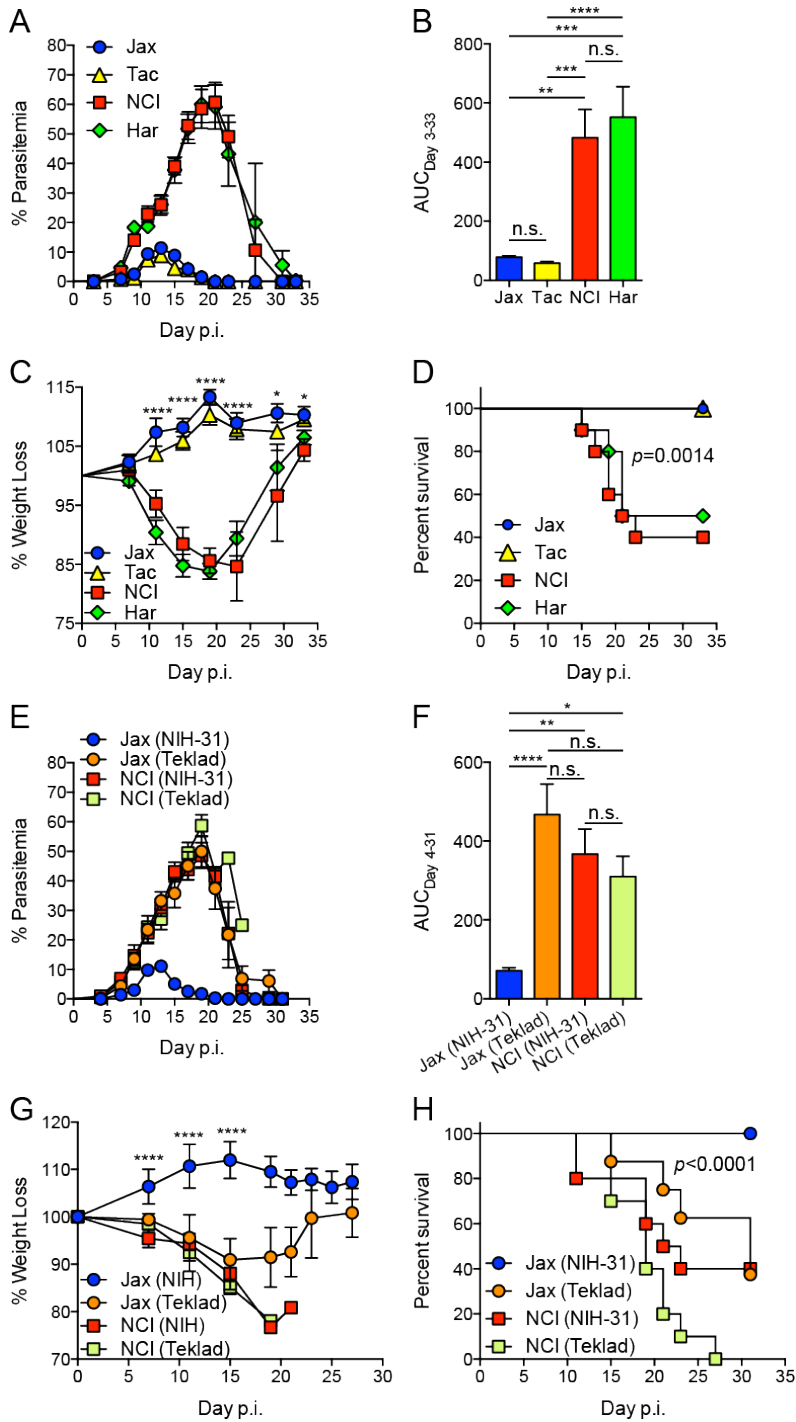 A
Jax
Tac
NCI
Har
% Parasitemia
80
70
60
50
40
30
20
10
0
0 5 10 15 20 25 30 35
Day p.i.
B
****
***
*** n.s.
**
n.s.
AUC Day 3-33
800
600
400
200
0
Jax Tac NCI Har
C
**** **** **** **** * *
% Weight Loss
115
105
95
85
75
Jax
Tac
NCI
Har
0 5 10 15 20 25 30 35
Day p.i.
D
Percent survival
100
80
60
40
20
0
p=0.0014
Jax
Tac
NCI
Har
0 5 10 15 20 25 30 35
Day p.i.
E
Jax (NIH-31)
Jax (Teklad)
NCI (NIH-31)
NCI (Teklad)
% Parasitemia
80
70
60
50
40
30
20
10
0
0 5 10 15 20 25 30 35
Day p.i.
F
*
**
n.s.
**** n.s.
n.s.
AUC Day 4-31
600
400
200
0
Jax (NIH-31)
Jax (Teklad)
NCI (NIH-31)
NCI (Teklad)
G
**** **** ****
% Weight Loss
120
110
100
90
80
70
Jax (NIH)
Jax (Teklad)
NCI (NIH)
NCI (Teklad)
0 5 10 15 20 25 30
Day p.i.
H
Percent survival
100
80
60
40
20
0
p<0.0001
Jax (NIH-31)
Jax (Teklad)
NCI (NIH-31)
NCI (Teklad)
0 5 10 15 20 25 30 35
Day p.i.